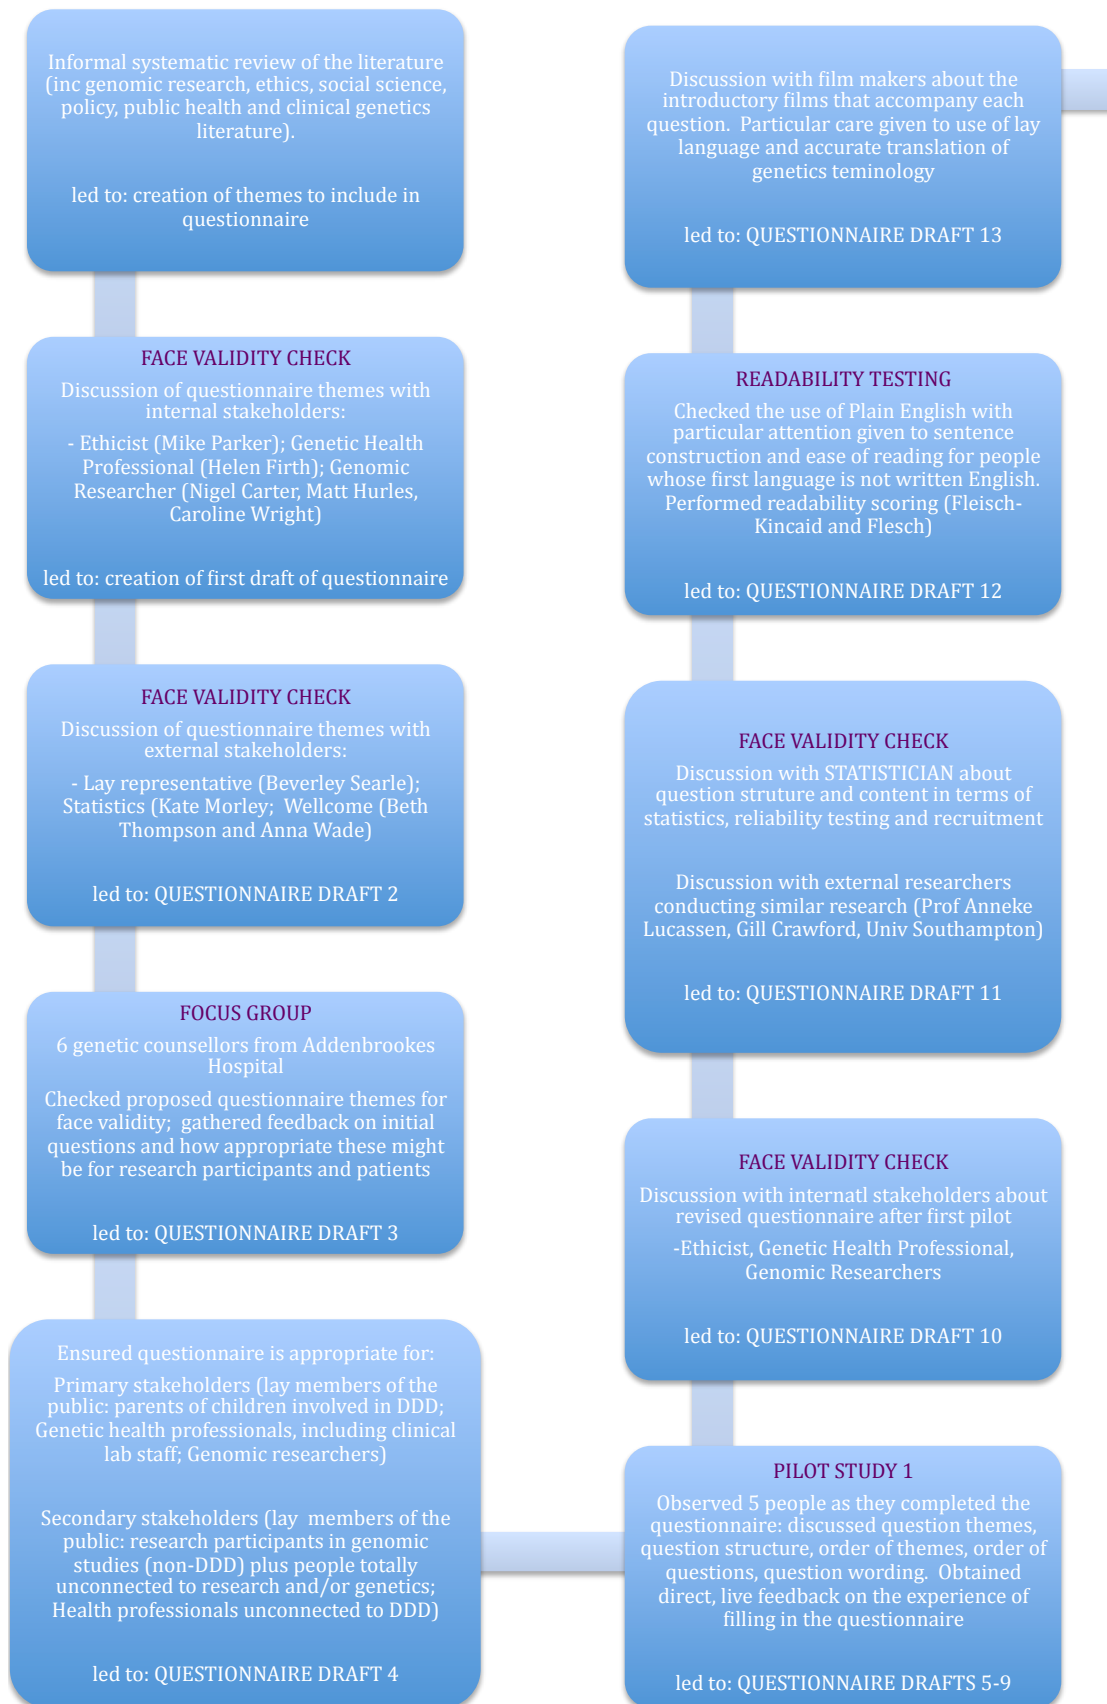 Informal systematic review of the literature
(inc genomic research, ethics, social science,
policy, public health and clinical genetics
literature).
led to: creation of themes to include in
questionnaire
FACE VALIDITY CHECK
Discussion of questionnaire themes with
internal stakeholders:
- Ethicist (Mike Parker); Genetic Health
Professional (Helen Firth); Genomic
Researcher (Nigel Carter, Matt Hurles,
Caroline Wright)
led to: creation of first draft of questionnaire
FACE VALIDITY CHECK
Discussion of questionnaire themes with
external stakeholders:
- Lay representative (Beverley Searle);
Statistics (Kate Morley;  Wellcome (Beth
Thompson and Anna Wade)
led to: QUESTIONNAIRE DRAFT 2
FOCUS GROUP
6 genetic counsellors from Addenbrookes
Hospital
Checked proposed questionnaire themes for
face validity;  gathered feedback on initial
questions and how appropriate these might
be for research participants and patients
led to: QUESTIONNAIRE DRAFT 3
Ensured questionnaire is appropriate for:
Primary stakeholders (lay members of the
public: parents of children involved in DDD;
Genetic health professionals, including clinical
lab staff; Genomic researchers)
Secondary stakeholders (lay  members of the
public: research participants in genomic
studies (non-DDD) plus people totally
unconnected to research and/or genetics;
Health professionals unconnected to DDD)
led to: QUESTIONNAIRE DRAFT 4
PILOT STUDY 1
Observed 5 people as they completed the
questionnaire: discussed question themes,
question structure, order of themes, order of
questions, question wording.  Obtained
direct, live feedback on the experience of
filling in the questionnaire
led to: QUESTIONNAIRE DRAFTS 5-9
FACE VALIDITY CHECK
Discussion with internatl stakeholders about
revised questionnaire after first pilot
-Ethicist, Genetic Health Professional,
Genomic Researchers
led to: QUESTIONNAIRE DRAFT 10
FACE VALIDITY CHECK
Discussion with STATISTICIAN about
question struture and content in terms of
statistics, reliability testing and recruitment
Discussion with external researchers
conducting similar research (Prof Anneke
Lucassen, Gill Crawford, Univ Southampton)
led to: QUESTIONNAIRE DRAFT 11
READABILITY TESTING
Checked the use of Plain English with
particular attention given to sentence
construction and ease of reading for people
whose first language is not written English.
Performed readability scoring (Fleisch-
Kincaid and Flesch)
led to: QUESTIONNAIRE DRAFT 12
Discussion with film makers about the
introductory films that accompany each
question.  Particular care given to use of lay
language and accurate translation of
genetics teminology
led to: QUESTIONNAIRE DRAFT 13